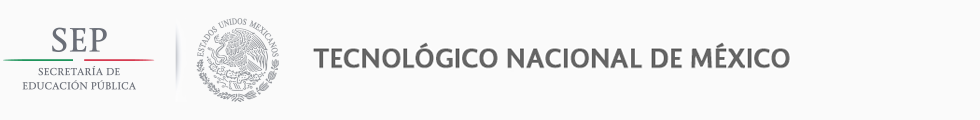 SEP
SECRETARÍA DE
EDUCACIÓN PÚBLICA
ESTADOS UNIDOS MEXICANOS
TECNOLÓGICO NACIONAL DE MÉXICO